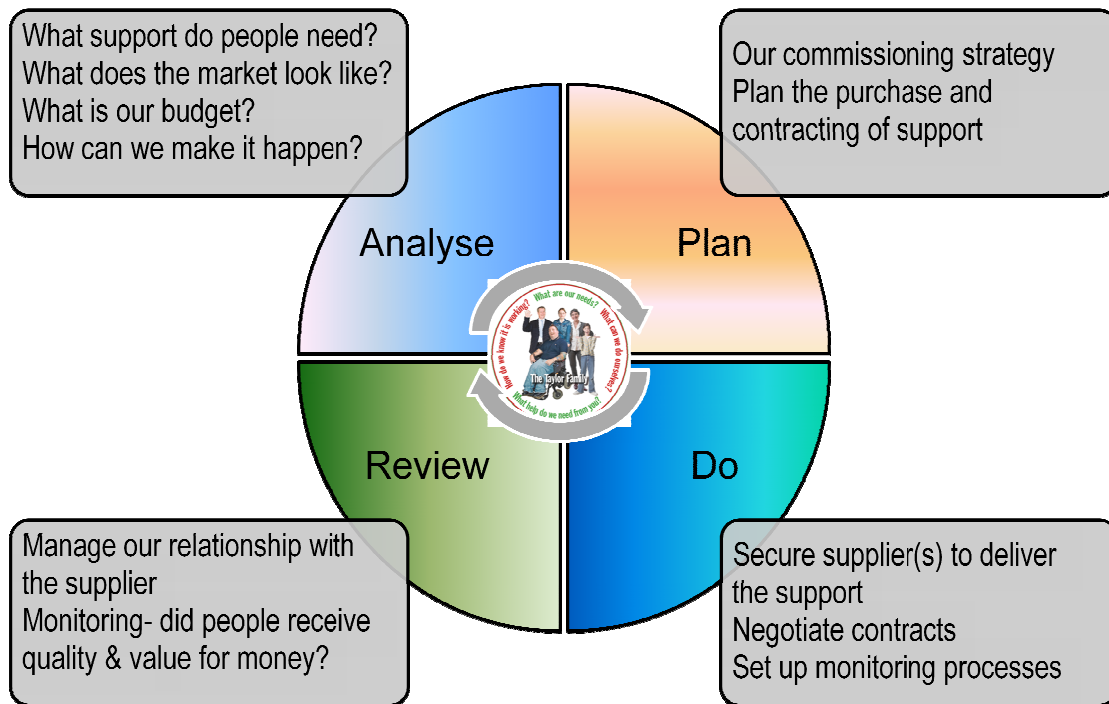 What support do people need?
What does the market look like?
What is our budget?
How can we make it happen?
Our commissioning strategy
Plan the purchase and
contracting of support
Analyse
Plan
What are our needs?
What can we do ourselves?
What help do we need from you?
How do we know it is working?
The Taylor Family
Review
Do
Manage our relationship with
the supplier
Monitoring- did people receive
quality & value for money?
Secure supplier(s) to deliver
the support
Negotiate contracts
Set up monitoring processes